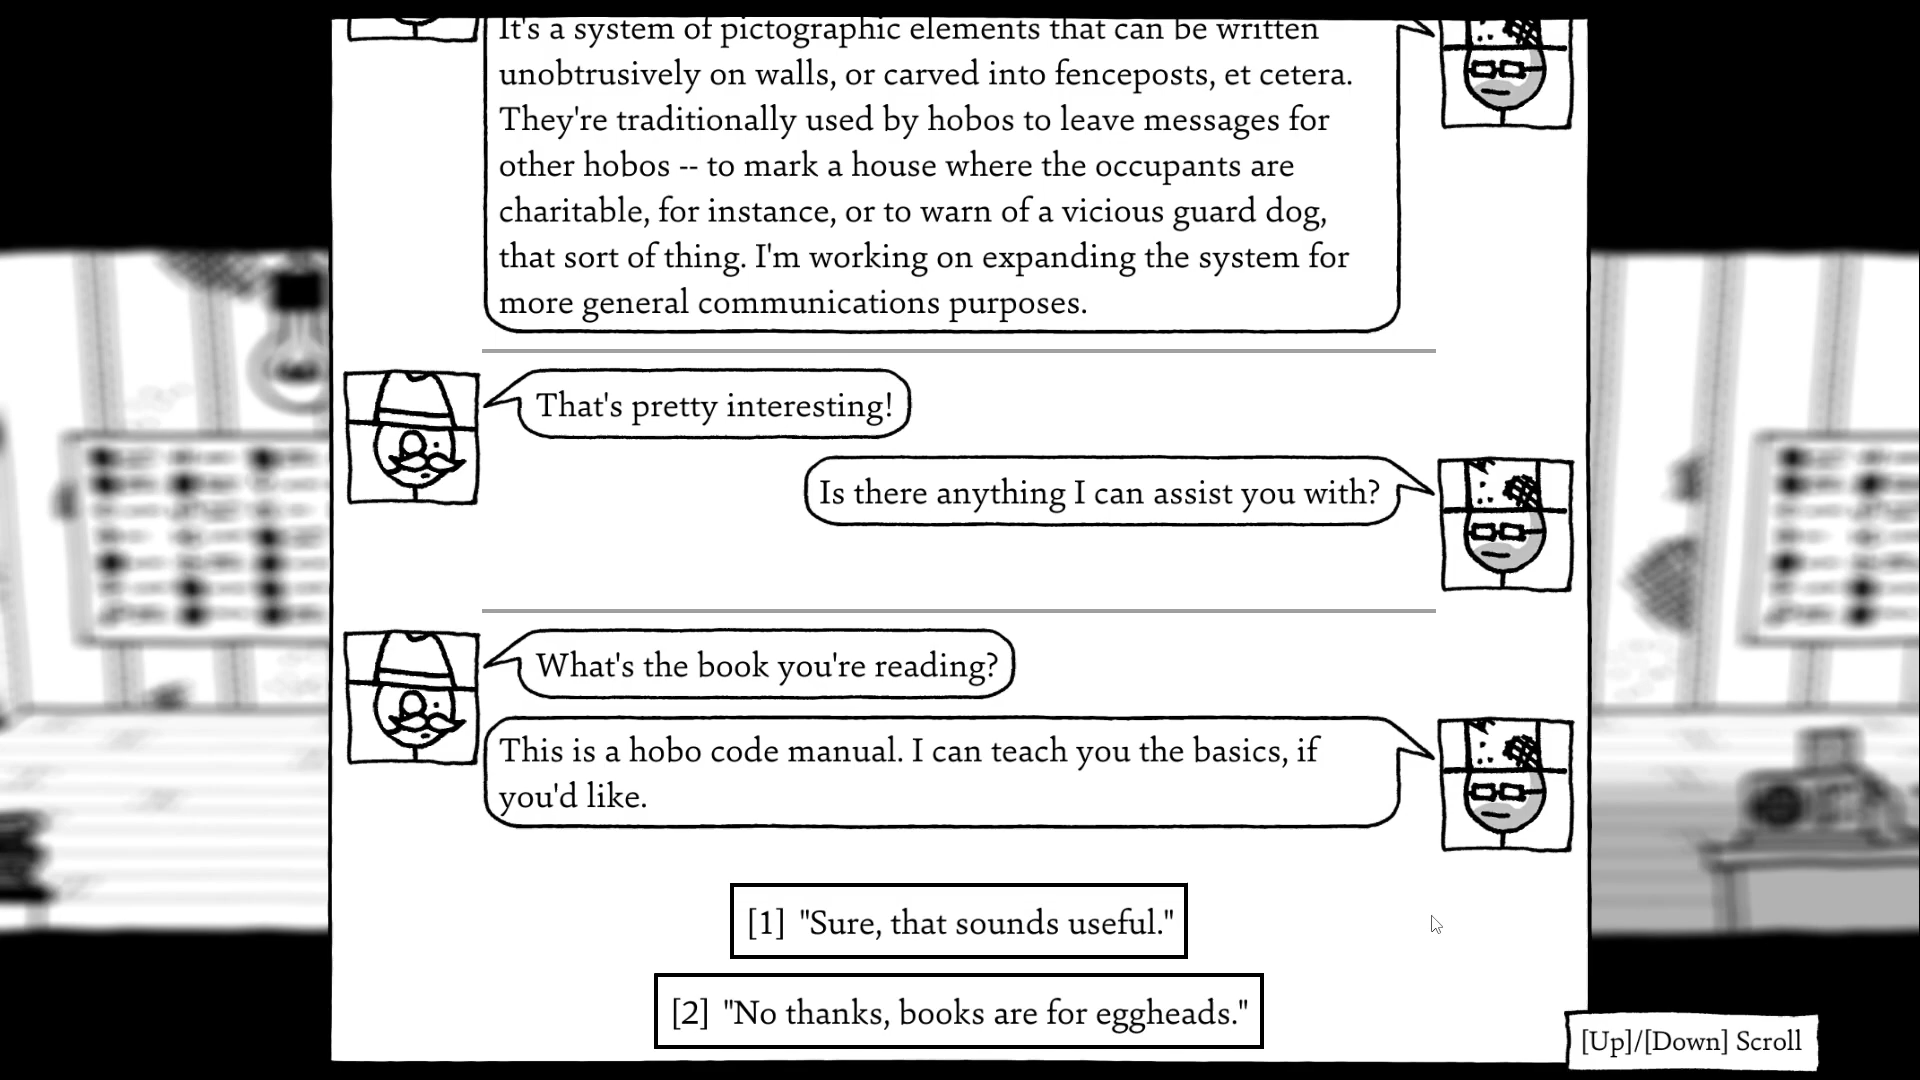 It's a system of pictographic elements that can be written
unobtrusively on walls, or carved into fenceposts, et cetera.
They're traditionally used by hobos to leave messages for
other hobos -- to mark a house where the occupants are
charitable, for instance, or to warn of a vicious guard dog,
that sort of thing. I'm working on expanding the system for
more general communications purposes.
That's pretty interesting!
Is there anything I can assist you with?
What's the book you're reading?
This is a hobo code manual. I can teach you the basics, if
you'd like.
[1] "Sure, that sounds useful."
[2] "No thanks, books are for eggheads."
[Up]/[Down] Scroll